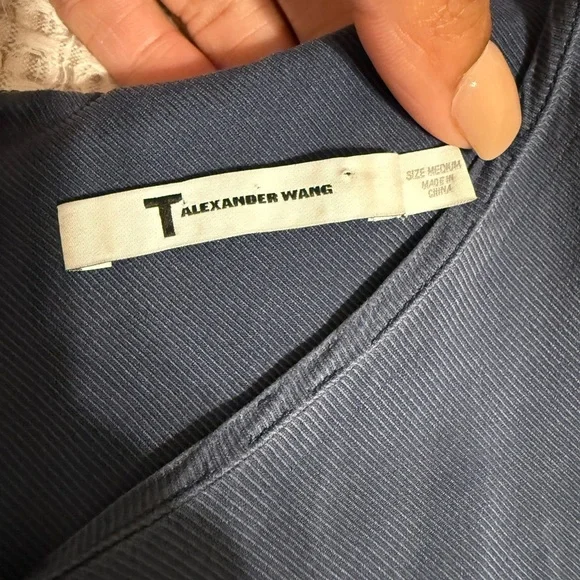 T ALEXANDER WANG
SIZE MEDIUM
MADE IN
CHINA